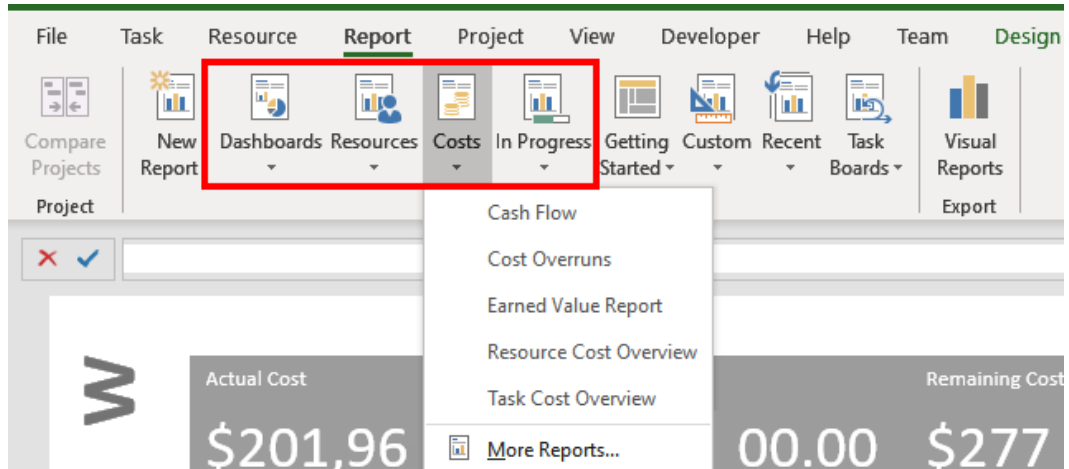 File Task Resource Report Project View Developer Help Team Design
Compare Projects
New Report
Dashboards
Resources
Costs
In Progress
Getting Started
Custom
Recent
Task Boards
Visual Reports
Project
Export
Cash Flow
Cost Overruns
Earned Value Report
Resource Cost Overview
Task Cost Overview
More Reports...
W
Actual Cost
Remaining Cost
$201,96
00.00
$277